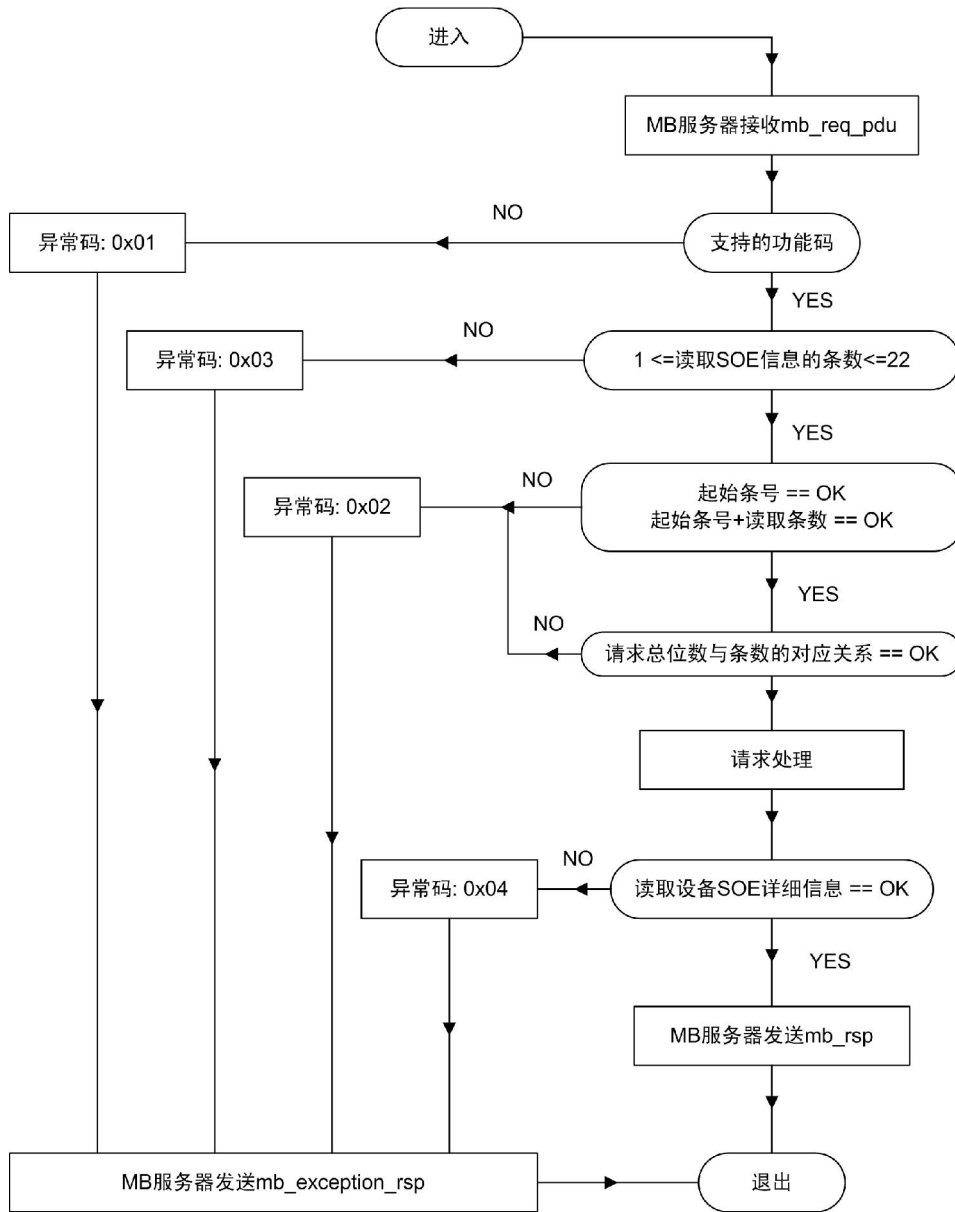 进入
MB服务器接收mb_req_pdu
NO
异常码: 0x01
支持的功能码
YES
NO
异常码: 0x03
1 <=读取SOE信息的条数<=22
YES
NO
异常码: 0x02
起始条号 == OK
起始条号+读取条数 == OK
YES
NO
请求总位数与条数的对应关系 == OK
请求处理
NO
异常码: 0x04
读取设备SOE详细信息 == OK
YES
MB服务器发送mb_rsp
MB服务器发送mb_exception_rsp
退出